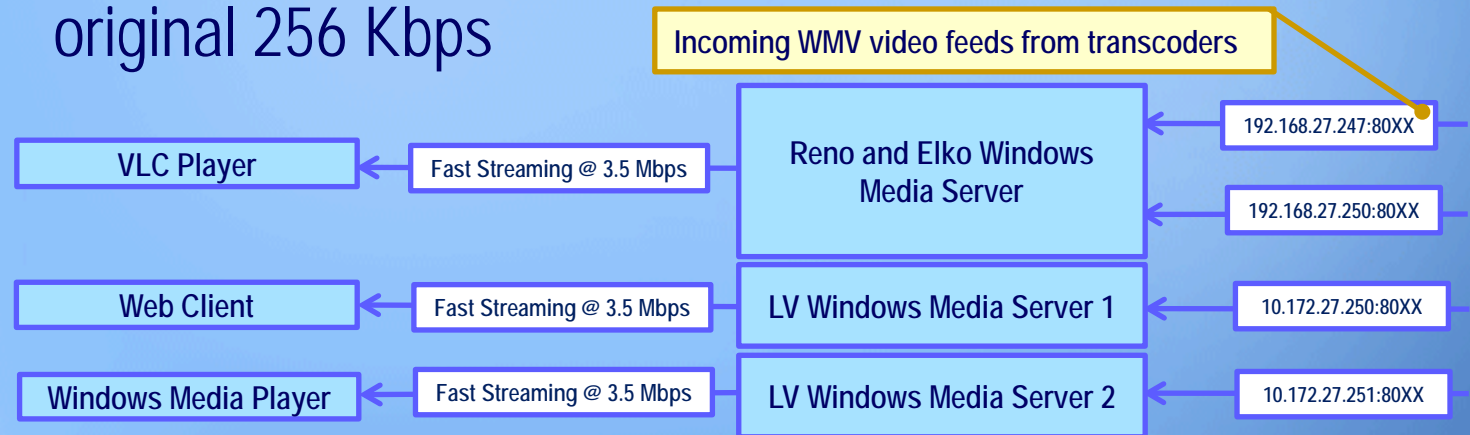 original 256 Kbps
Incoming WMV video feeds from transcoders
192.168.27.247:80XX
VLC Player
Fast Streaming @ 3.5 Mbps
Reno and Elko Windows
Media Server
192.168.27.250:80XX
Web Client
Fast Streaming @ 3.5 Mbps
LV Windows Media Server 1
10.172.27.250:80XX
Windows Media Player
Fast Streaming @ 3.5 Mbps
LV Windows Media Server 2
10.172.27.251:80XX